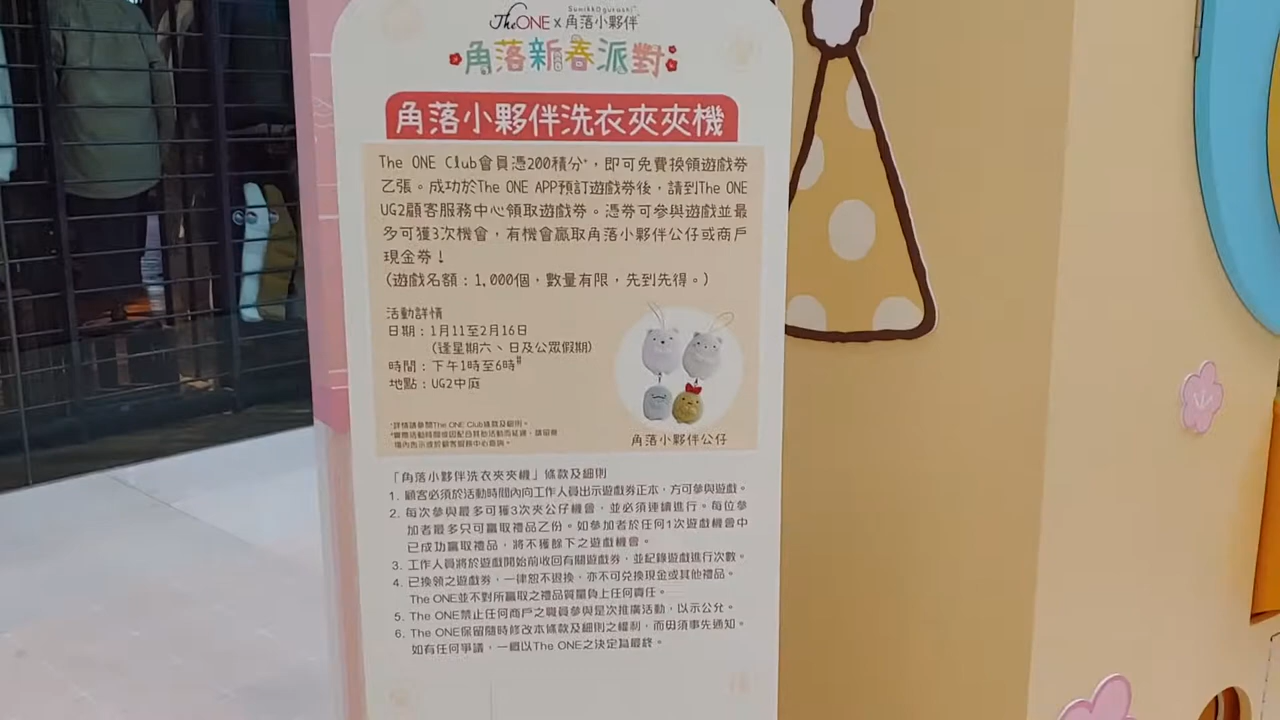 Sumikkogurashi
The ONE x 角落小夥伴
角落新春派對
角落小夥伴洗衣夾夾機
The ONE Club會員憑200積分*，即可免費換領遊戲券
乙張。成功於The ONE APP預訂遊戲券後，請到The ONE
UG2顧客服務中心領取遊戲券。憑券可參與遊戲並最
多可獲3次機會，有機會贏取角落小夥伴公仔或商戶
現金券！
(遊戲名額：1,000個，數量有限，先到先得。)
活動詳情
日期：1月11至2月16日
(逢星期六、日及公眾假期)
時間：下午1時至6時#
地點：UG2中庭
*詳情請參閱The ONE Club條款及細則。
#實際活動時間或因配合其他活動而延遲，請留意
場內告示或於顧客服務中心查詢。
角落小夥伴公仔
「角落小夥伴洗衣夾夾機」條款及細則
1. 顧客必須於活動時間內向工作人員出示遊戲券正本，方可參與遊戲。
2. 每次參與最多可獲3次夾公仔機會，並必須連續進行。每位參
加者最多只可贏取禮品乙份。如參加者於任何1次遊戲機會中
已成功贏取禮品，將不獲餘下之遊戲機會。
3. 工作人員將於遊戲開始前收回有關遊戲券，並紀錄遊戲進行次數。
4. 已換領之遊戲券，一律恕不退換，亦不可兌換現金或其他禮品。
The ONE並不對所贏取之禮品質量負上任何責任。
5. The ONE禁止任何商戶之職員參與是次推廣活動，以示公允。
6. The ONE保留隨時修改本條款及細則之權利，而毋須事先通知。
如有任何爭議，一概以The ONE之決定為最終。